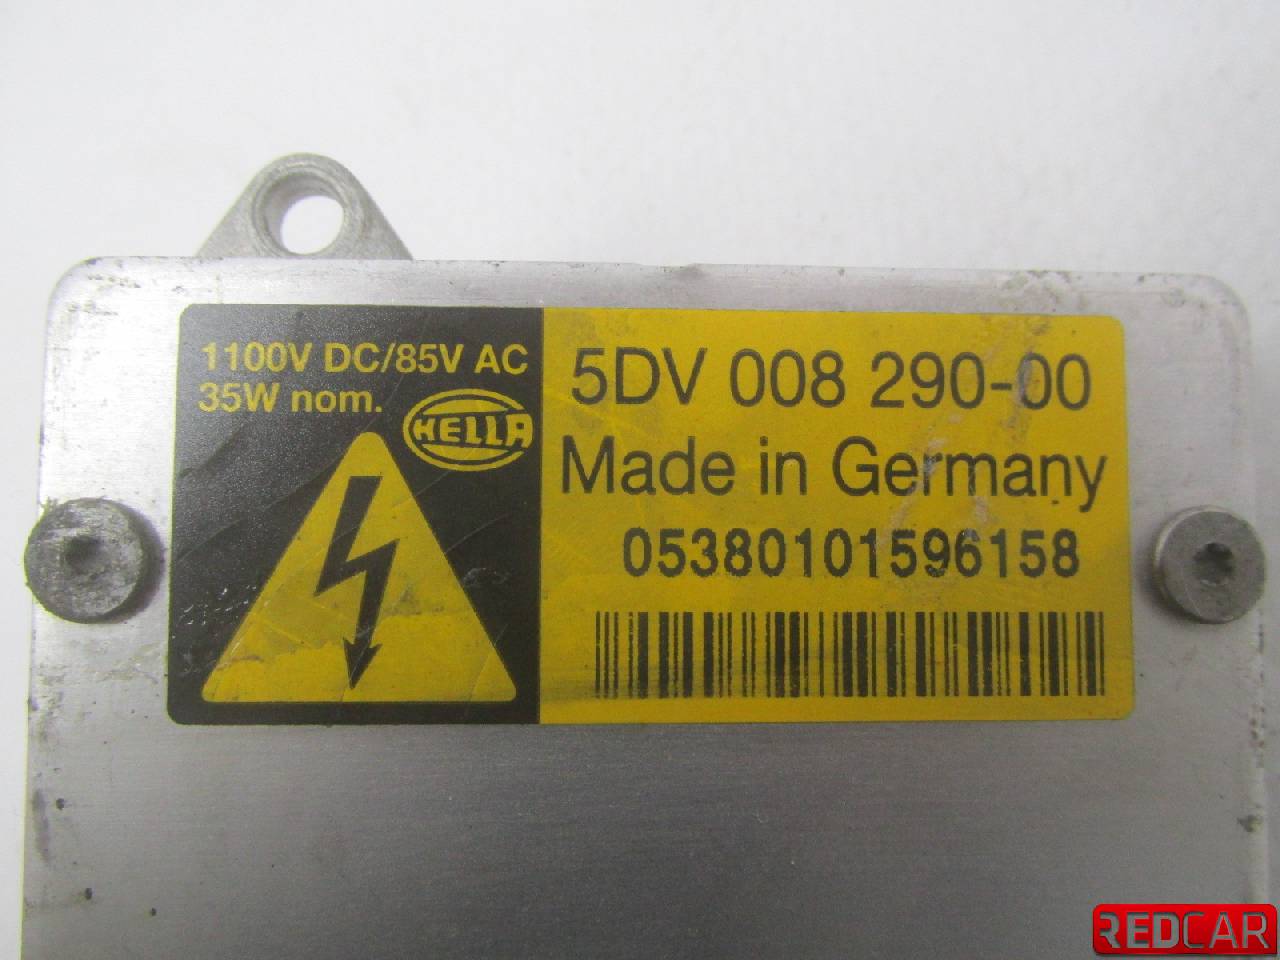 1100V DC/85V AC
35W nom.
HELLA
5DV 008 290-00
Made in Germany
05380101596158
REDCAR